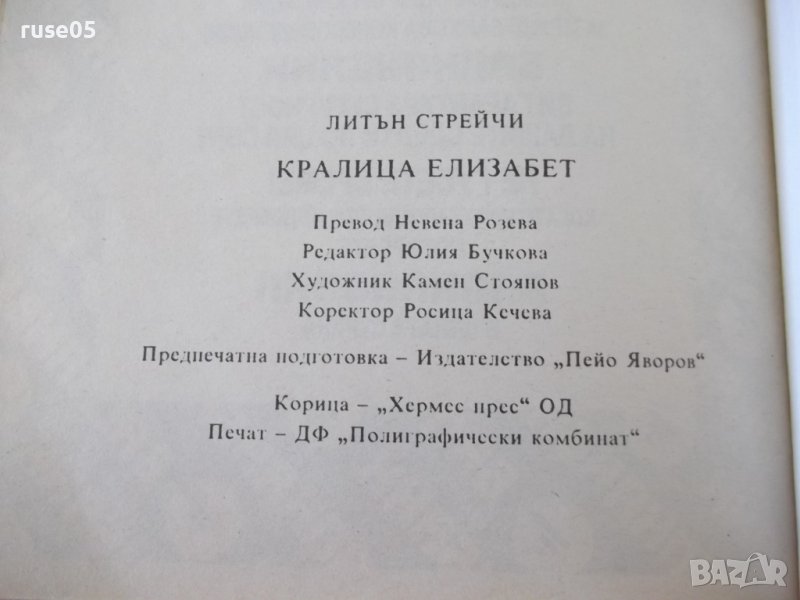 ruse05
ЛИТЪН СТРЕЙЧИ
КРАЛИЦА ЕЛИЗАБЕТ
Превод Невена Розева
Редактор Юлия Бучкова
Художник Камен Стоянов
Коректор Росица Кечева
Предпечатна подготовка – Издателство „Пейо Яворов“
Корица – „Хермес прес“ ОД
Печат – ДФ „Полиграфически комбинат“
BAZAR